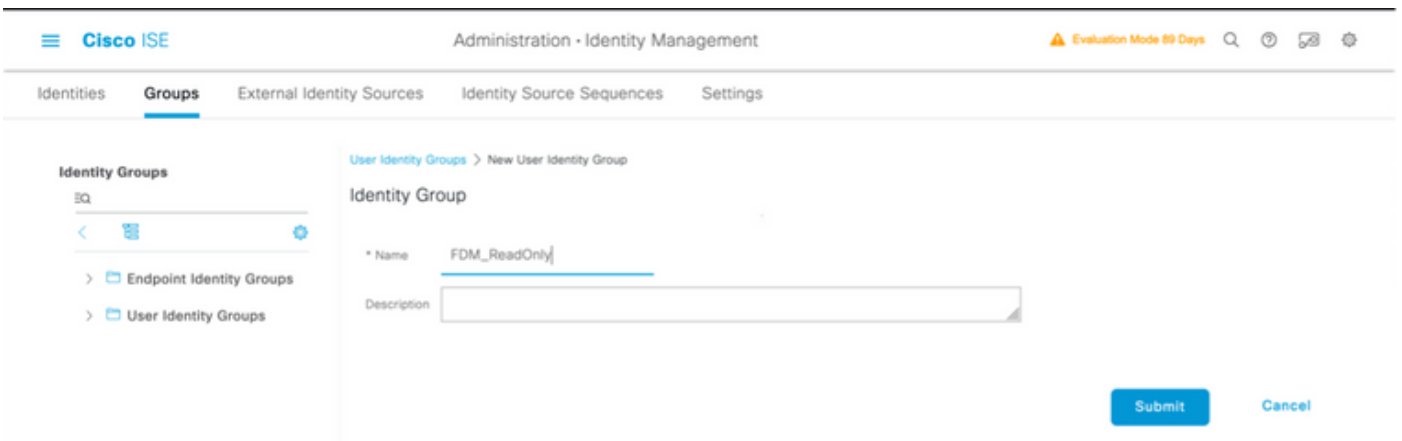 Cisco ISE
Administration · Identity Management
Evaluation Mode 89 Days
Identities
Groups
External Identity Sources
Identity Source Sequences
Settings
Identity Groups
Endpoint Identity Groups
User Identity Groups
User Identity Groups > New User Identity Group
Identity Group
* Name
FDM_ReadOnly
Description
Submit
Cancel